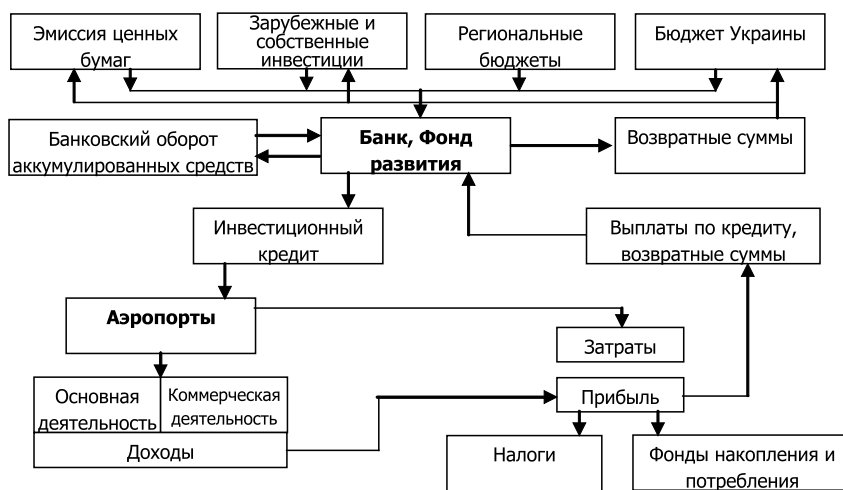 Эмиссия ценных
бумаг
Зарубежные и
собственные
инвестиции
Региональные
бюджеты
Бюджет Украины
Банковский оборот
аккумулированных средств
Банк, Фонд
развития
Возвратные суммы
Инвестиционный
кредит
Выплаты по кредиту,
возвратные суммы
Аэропорты
Затраты
Основная
деятельность
Коммерческая
деятельность
Прибыль
Доходы
Налоги
Фонды накопления и
потребления